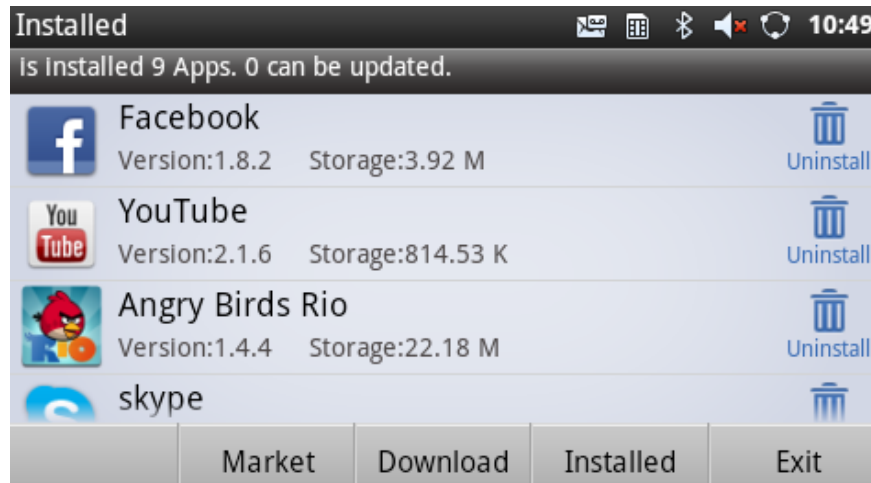 Installed 10:49
is installed 9 Apps. 0 can be updated.
Facebook
Version:1.8.2 Storage:3.92 M
Uninstall
You
Tube
YouTube
Version:2.1.6 Storage:814.53 K
Uninstall
RIO
Angry Birds Rio
Version:1.4.4 Storage:22.18 M
Uninstall
skype
Market Download Installed Exit